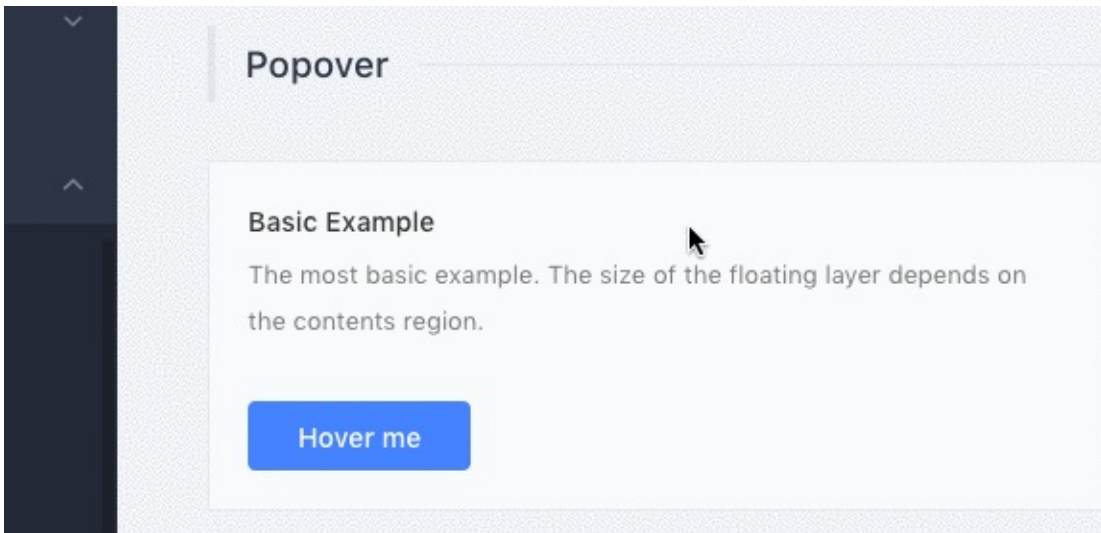 Popover
Basic Example
The most basic example. The size of the floating layer depends on
the contents region.
Hover me